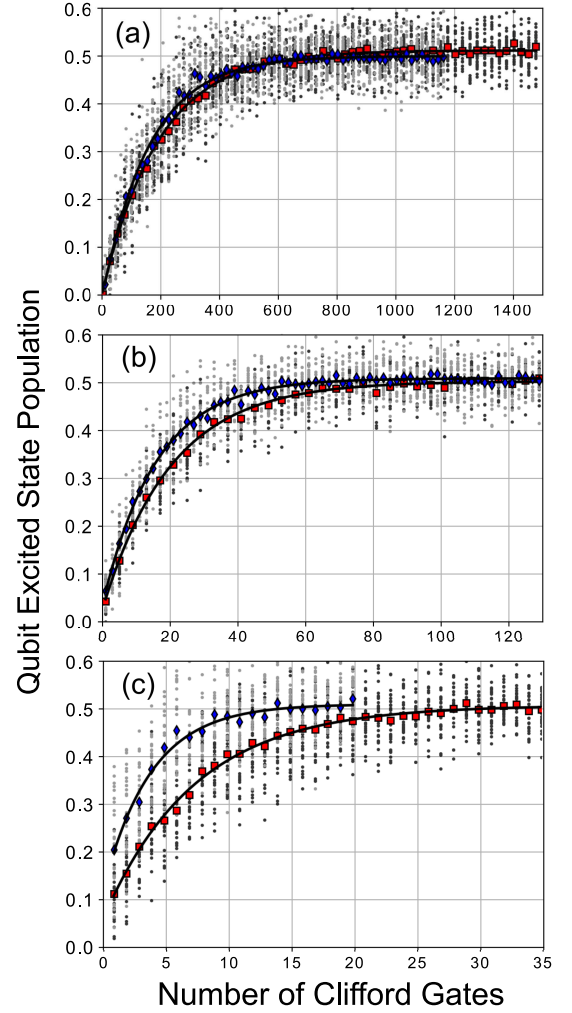 (a)
0.6
0.5
0.4
0.3
0.2
0.1
0.0
0 200 400 600 800 1000 1200 1400
(b)
0.6
0.5
0.4
0.3
0.2
0.1
0.0
0 20 40 60 80 100 120
(c)
0.6
0.5
0.4
0.3
0.2
0.1
0.0
0 5 10 15 20 25 30 35
Qubit Excited State Population
Number of Clifford Gates